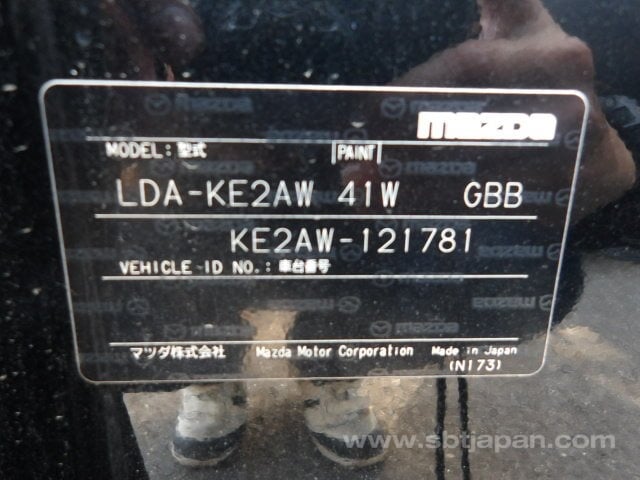 mazda
MODEL: 型式 |PAINT|
LDA-KE2AW 41W GBB
KE2AW-121781
VEHICLE ID NO.: 車台番号
マツダ株式会社 Mazda Motor Corporation Made in Japan
(N173)
www.sbtjapan.com